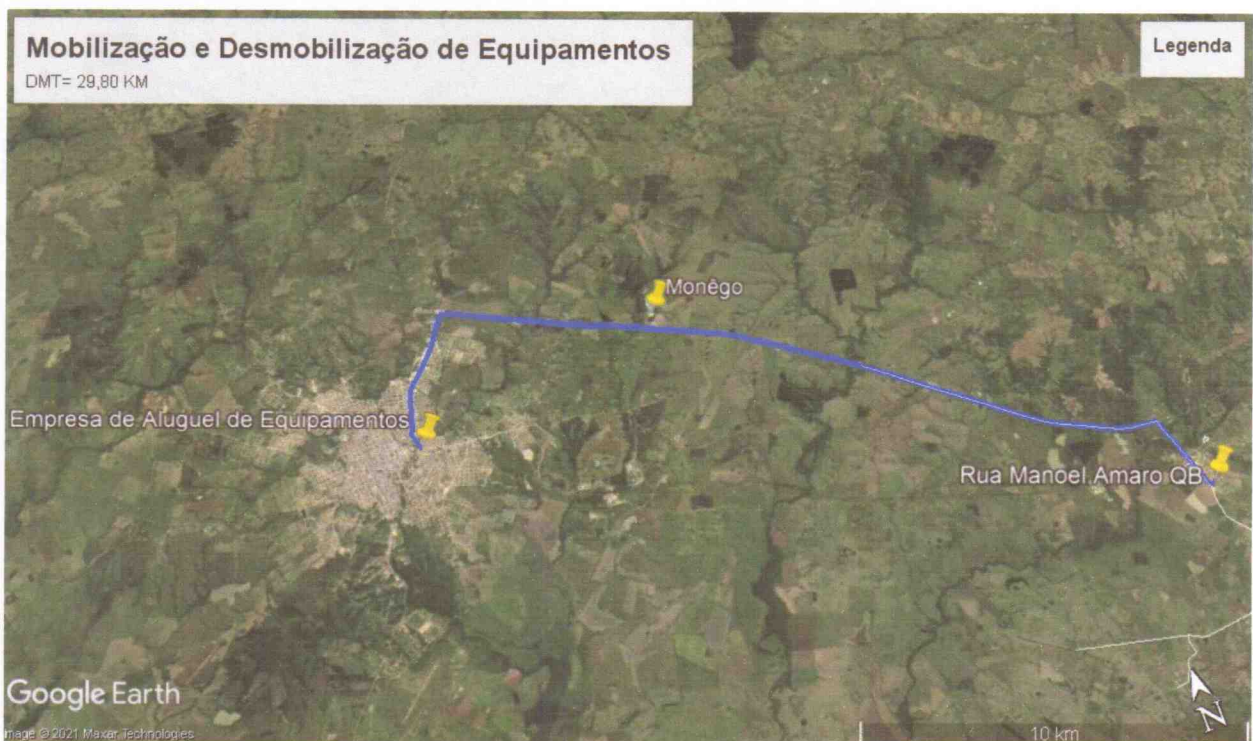 Mobilização e Desmobilização de Equipamentos
DMT= 29,80 KM
Legenda
Monêgo
Empresa de Aluguel de Equipamentos
Rua Manoel Amaro QB
Google Earth
mage © 2021 Maxar Technologies
10 km
N